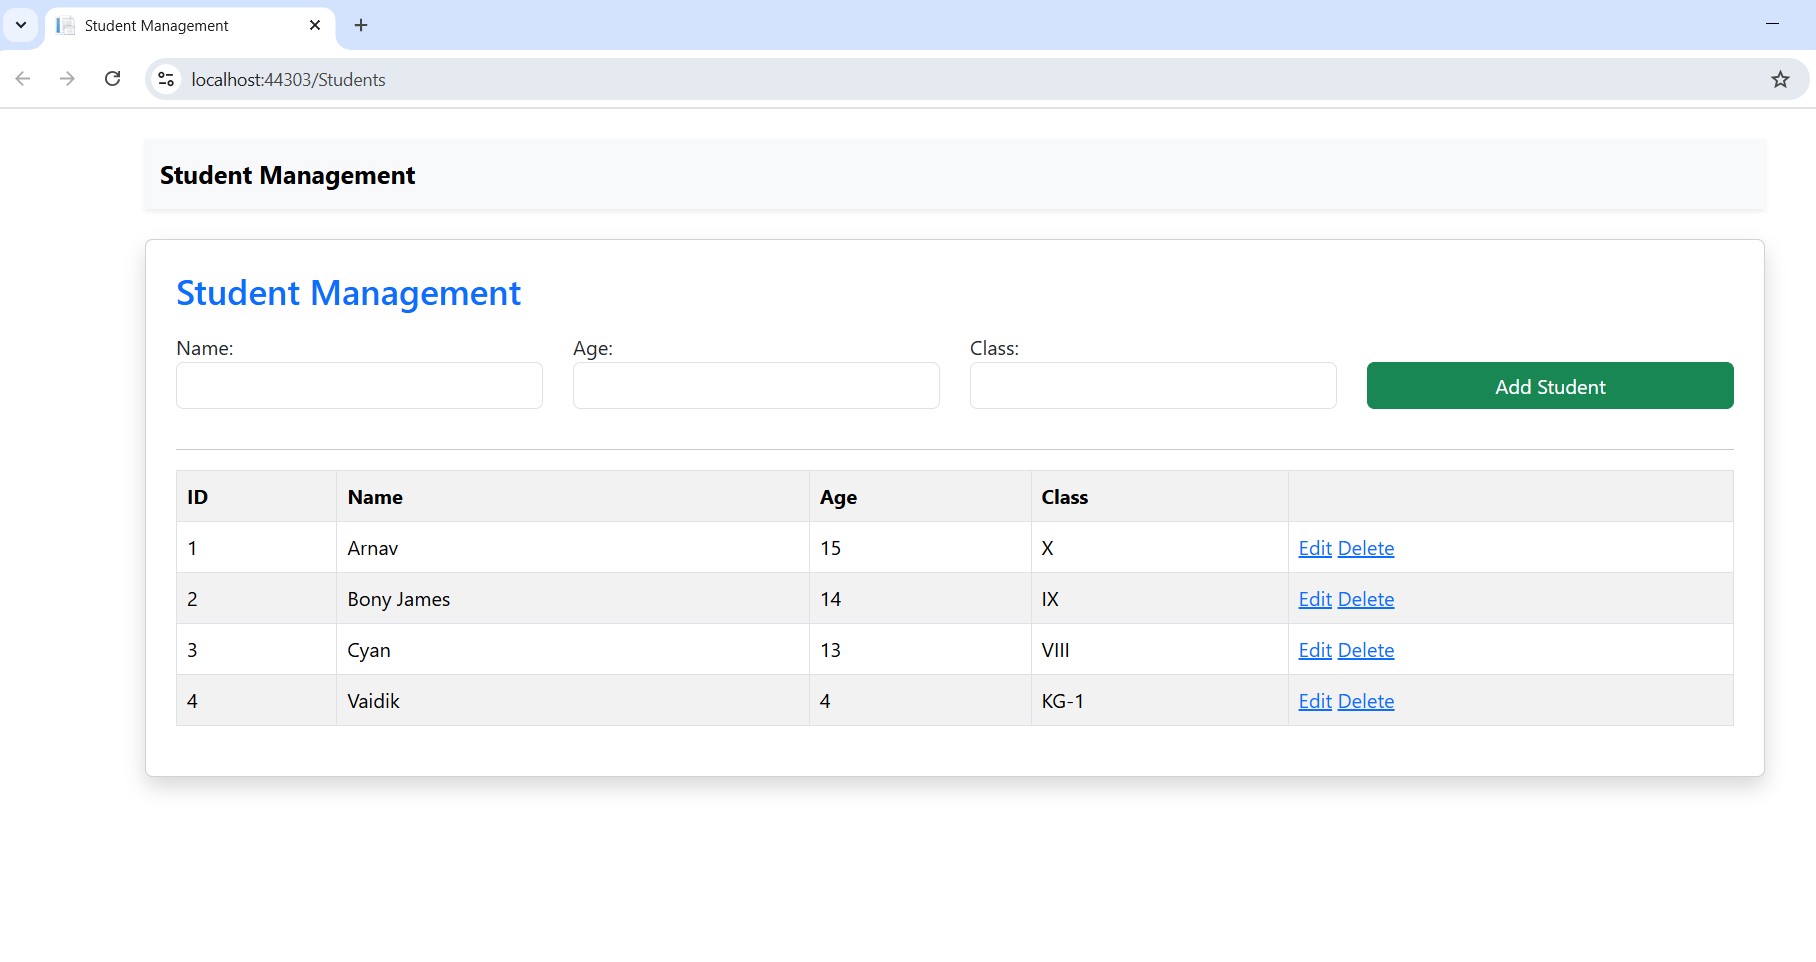 Student Management
localhost:44303/Students
Student Management
Student Management
Name: Age: Class:
Add Student
ID Name Age Class
1 Arnav 15 X Edit Delete
2 Bony James 14 IX Edit Delete
3 Cyan 13 VIII Edit Delete
4 Vaidik 4 KG-1 Edit Delete